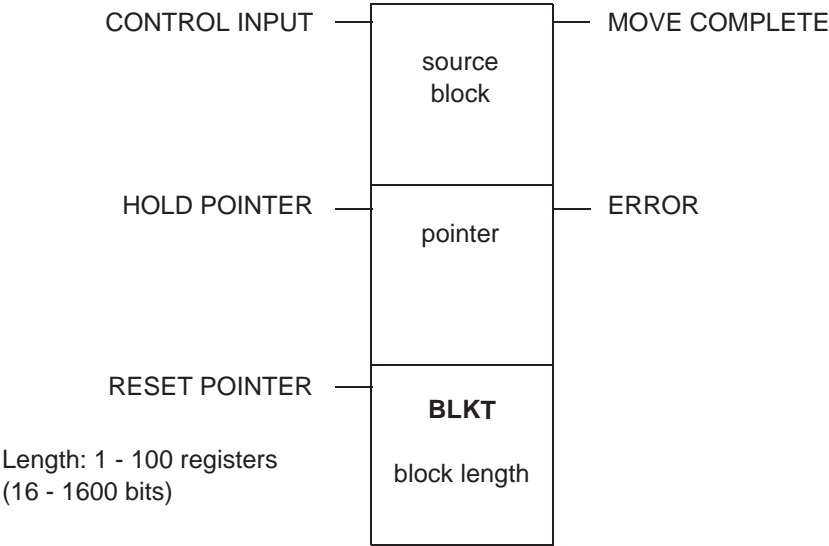 CONTROL INPUT
MOVE COMPLETE
source
block
HOLD POINTER
ERROR
pointer
RESET POINTER
BLKT
Length: 1 - 100 registers
(16 - 1600 bits)
block length